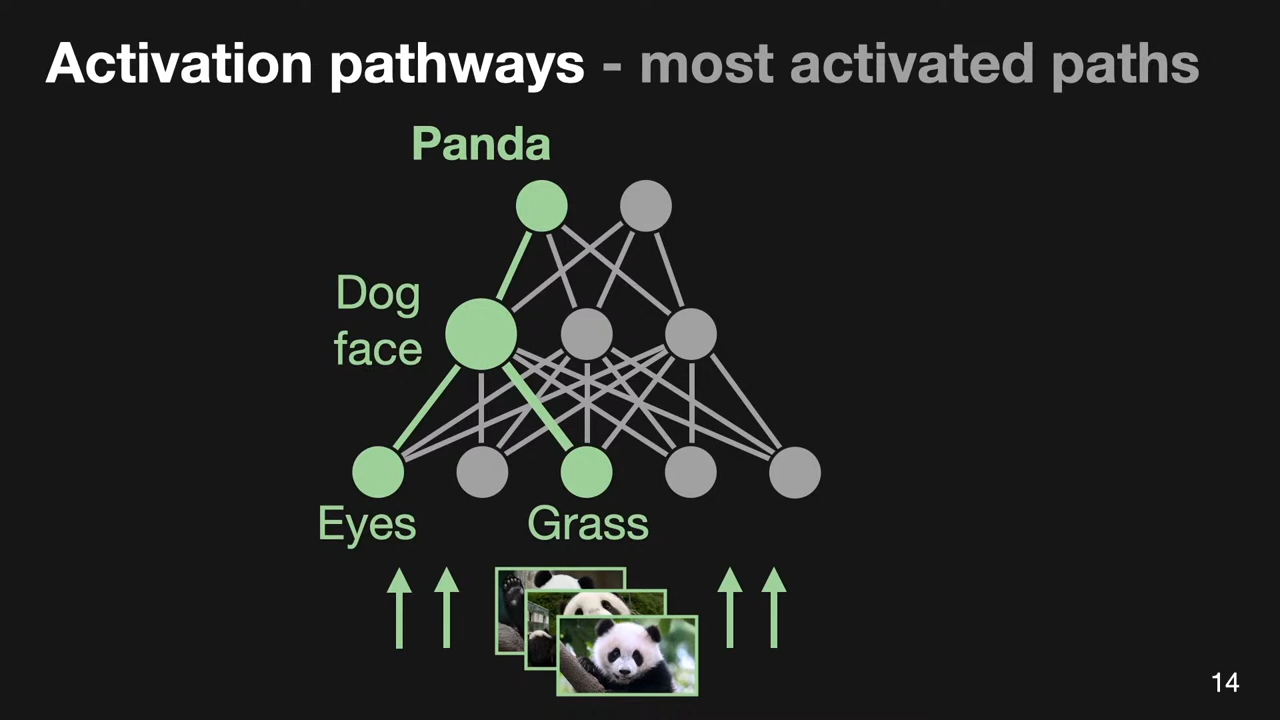 Activation pathways - most activated paths
Panda
Dog
face
Eyes
Grass
14